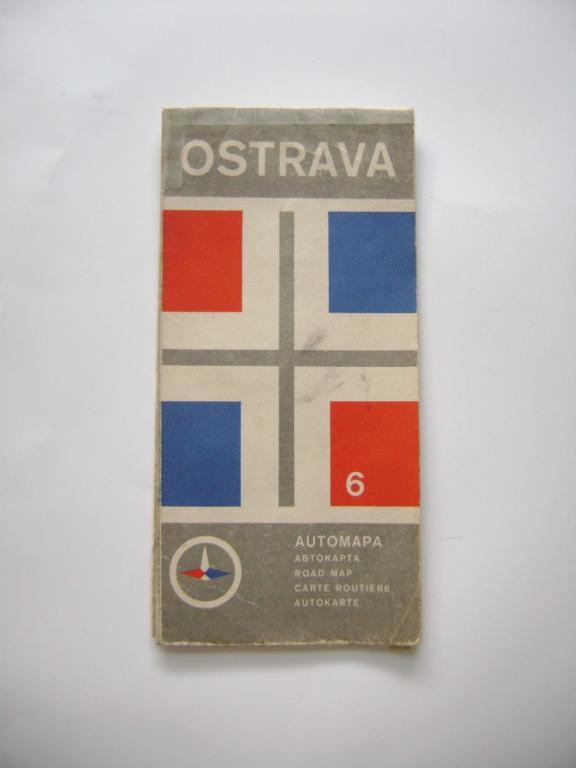 OSTRAVA
6
AUTOMAPA
АВТОКАРТА
ROAD MAP
CARTE ROUTIERE
AUTOKARTE